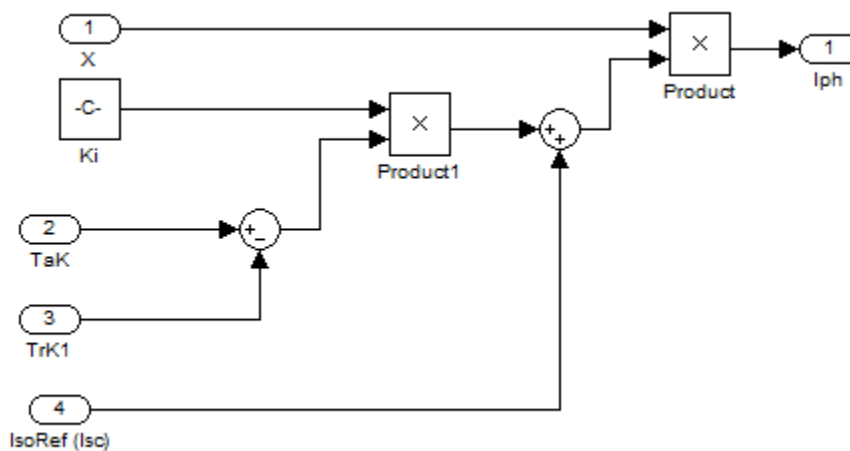 1
X
-C-
Ki
×
Product1
×
Product
1
Iph
+
+
2
TaK
+
−
3
TrK1
4
IsoRef (Isc)